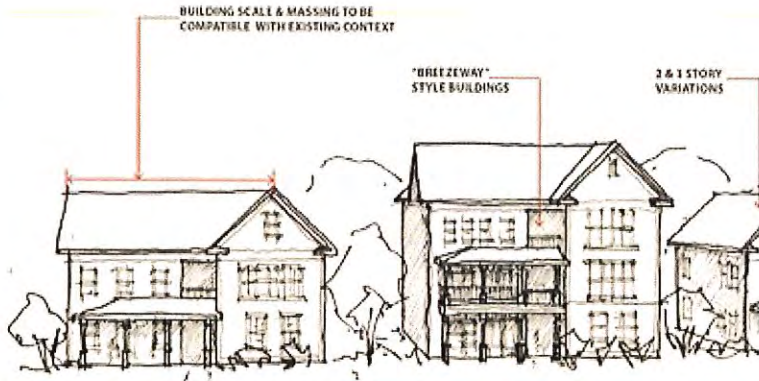 BUILDING SCALE & MASSING TO BE
COMPATIBLE WITH EXISTING CONTEXT
"BREEZEWAY"
STYLE BUILDINGS
2 & 3 STORY
VARIATIONS